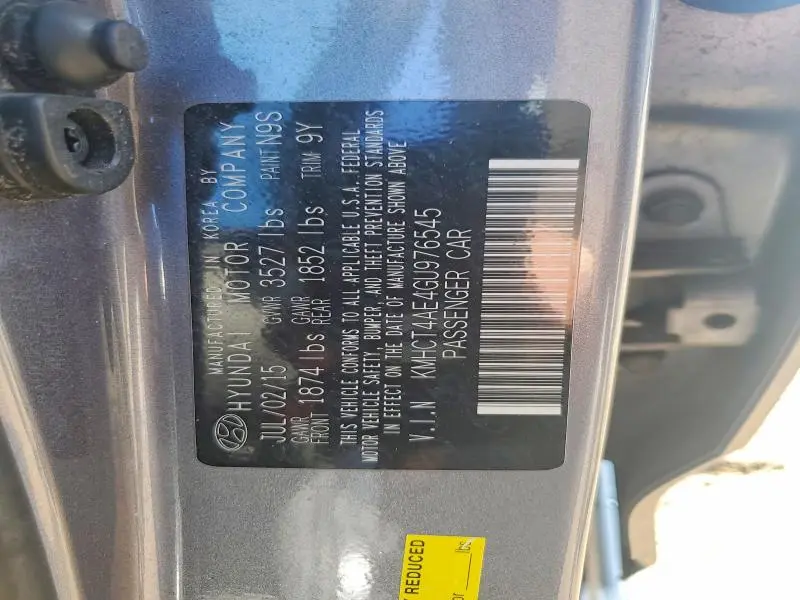 MANUFACTURED IN KOREA BY
HYUNDAI MOTOR COMPANY
JUL/02/15 GVWR 3527 lbs PAINT N9S
GAWR FRONT 1874 lbs GAWR REAR 1852 lbs TRIM 9Y
THIS VEHICLE CONFORMS TO ALL APPLICABLE U.S.A. FEDERAL
MOTOR VEHICLE SAFETY, BUMPER, AND THEFT PREVENTION STANDARDS
IN EFFECT ON THE DATE OF MANUFACTURE SHOWN ABOVE
V.I.N KMHCT4AE4GU976545
PASSENGER CAR
REDUCED
lbs